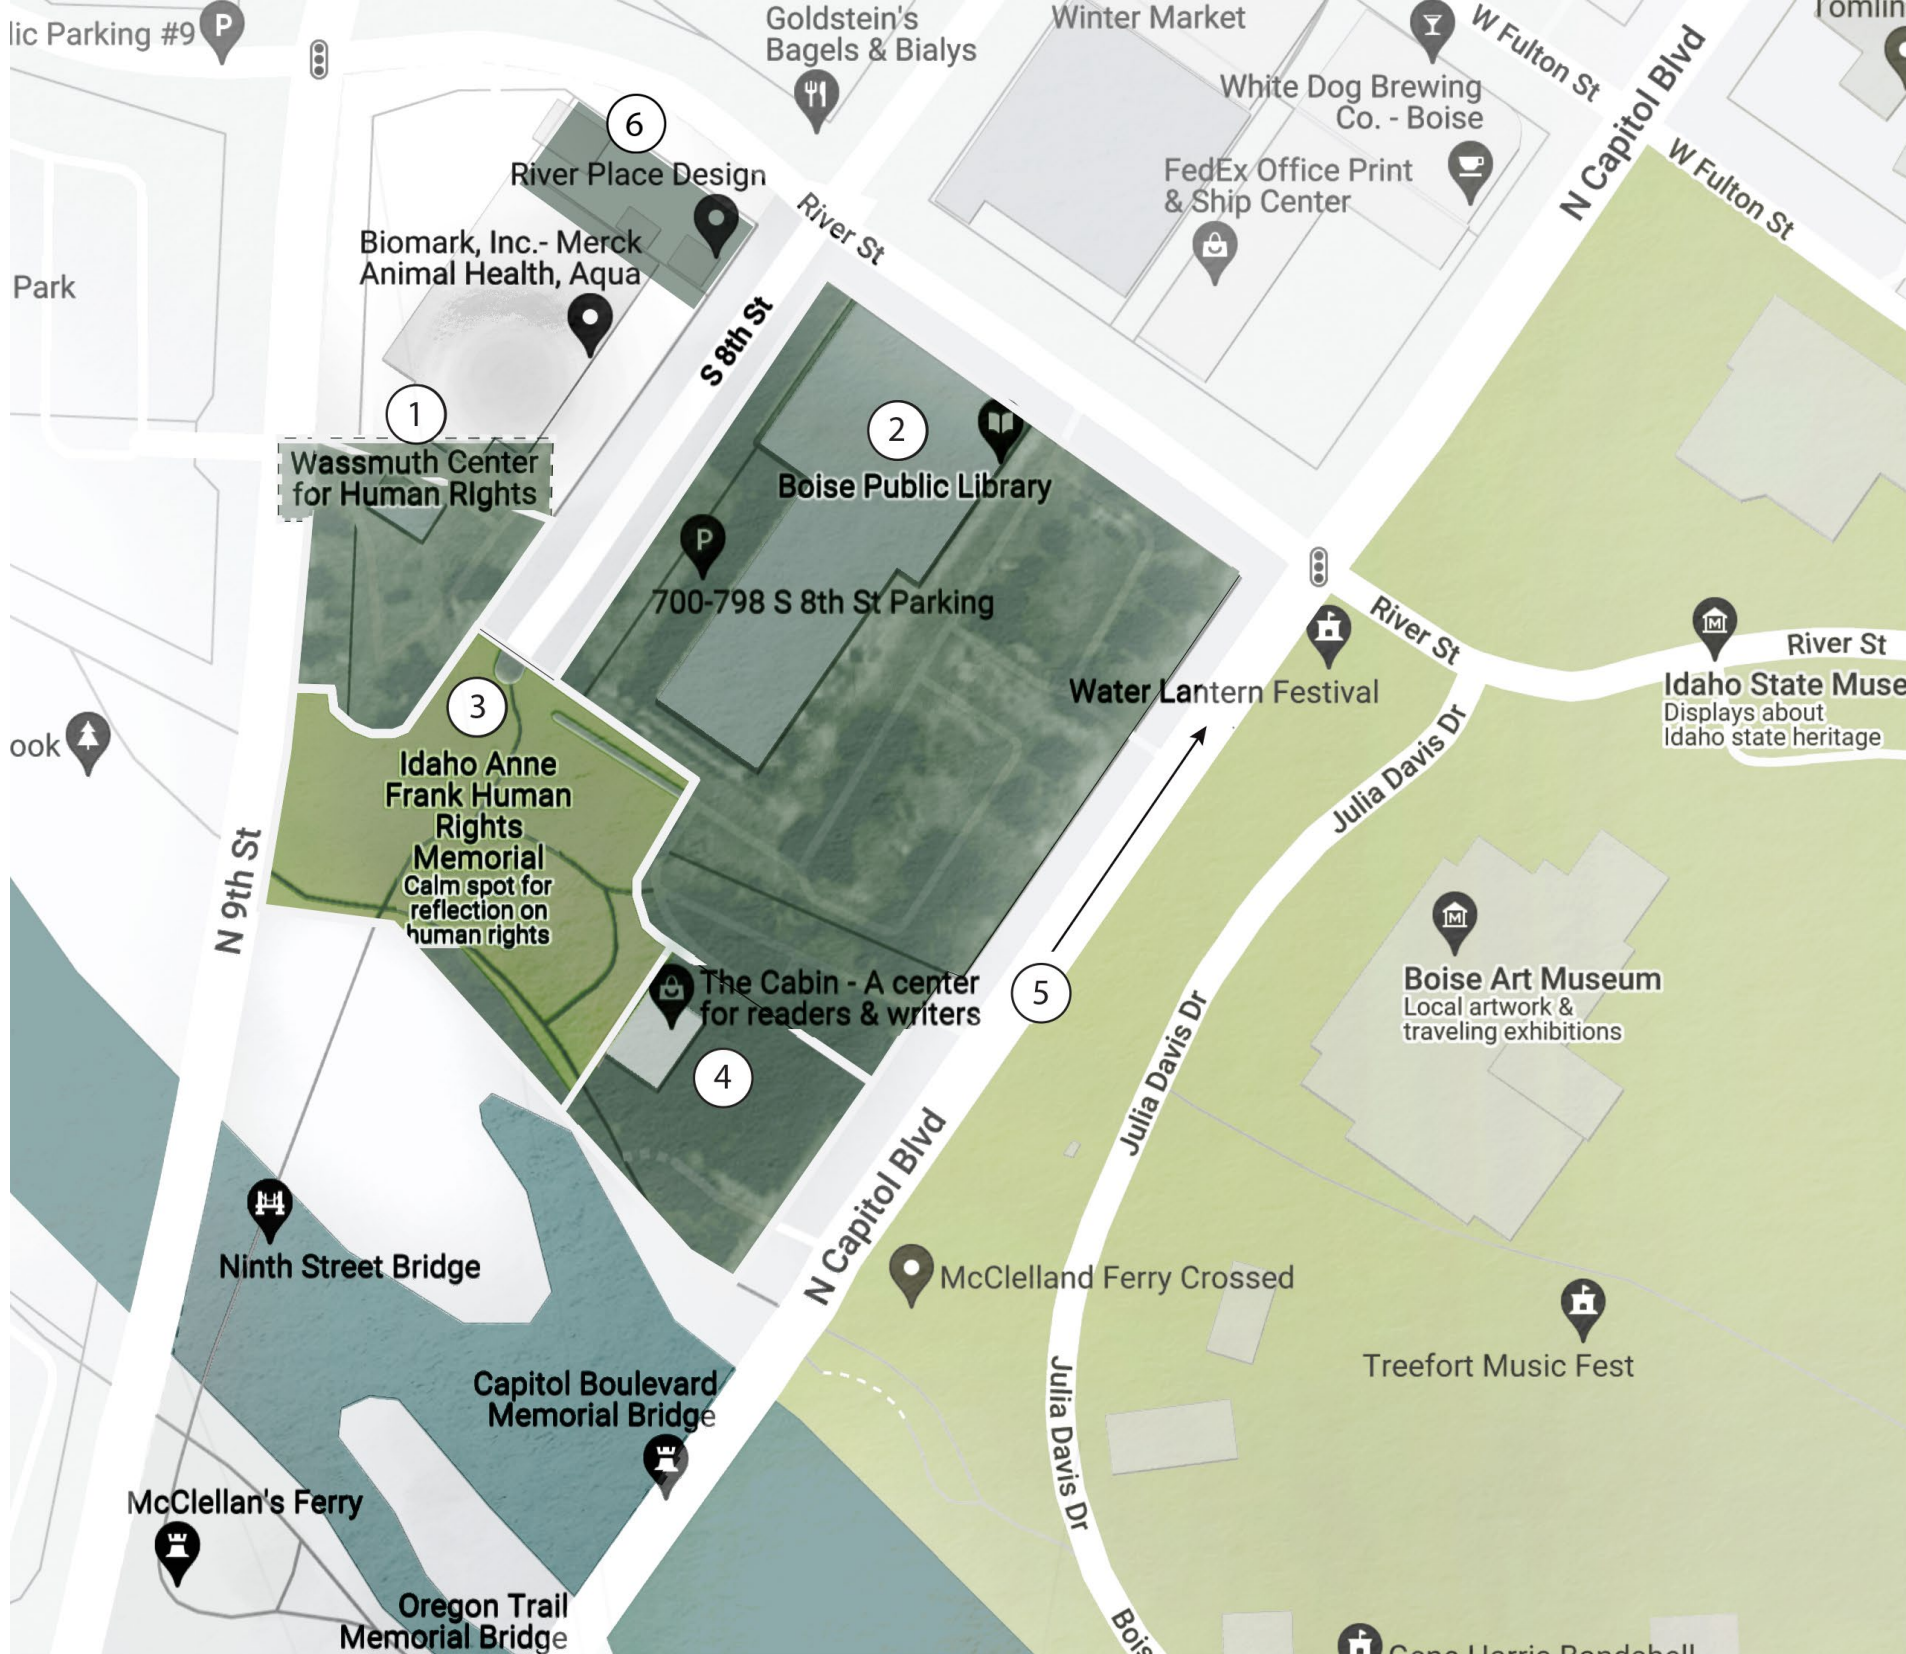 lic Parking #9
P
Goldstein's
Bagels & Bialys
Winter Market
W Fulton St
N Capitol Blvd
White Dog Brewing
Co. - Boise
FedEx Office Print
& Ship Center
W Fulton St
6
River Place Design
River St
Biomark, Inc.- Merck
Animal Health, Aqua
Park
S 8th St
1
Wassmuth Center
for Human RIghts
2
Boise Public Library
P
700-798 S 8th St Parking
River St
River St
M
Idaho State Muse
Displays about
Idaho state heritage
Water Lantern Festival
3
ook
Idaho Anne
Frank Human
Rights
Memorial
Calm spot for
reflection on
human rights
Julia Davis Dr
N 9th St
M
Boise Art Museum
Local artwork &
traveling exhibitions
The Cabin - A center
for readers & writers
5
4
Julia Davis Dr
N Capitol Blvd
Ninth Street Bridge
McClelland Ferry Crossed
Treefort Music Fest
Capitol Boulevard
Memorial Bridge
Julia Davis Dr
McClellan's Ferry
Oregon Trail
Memorial Bridge
Bois